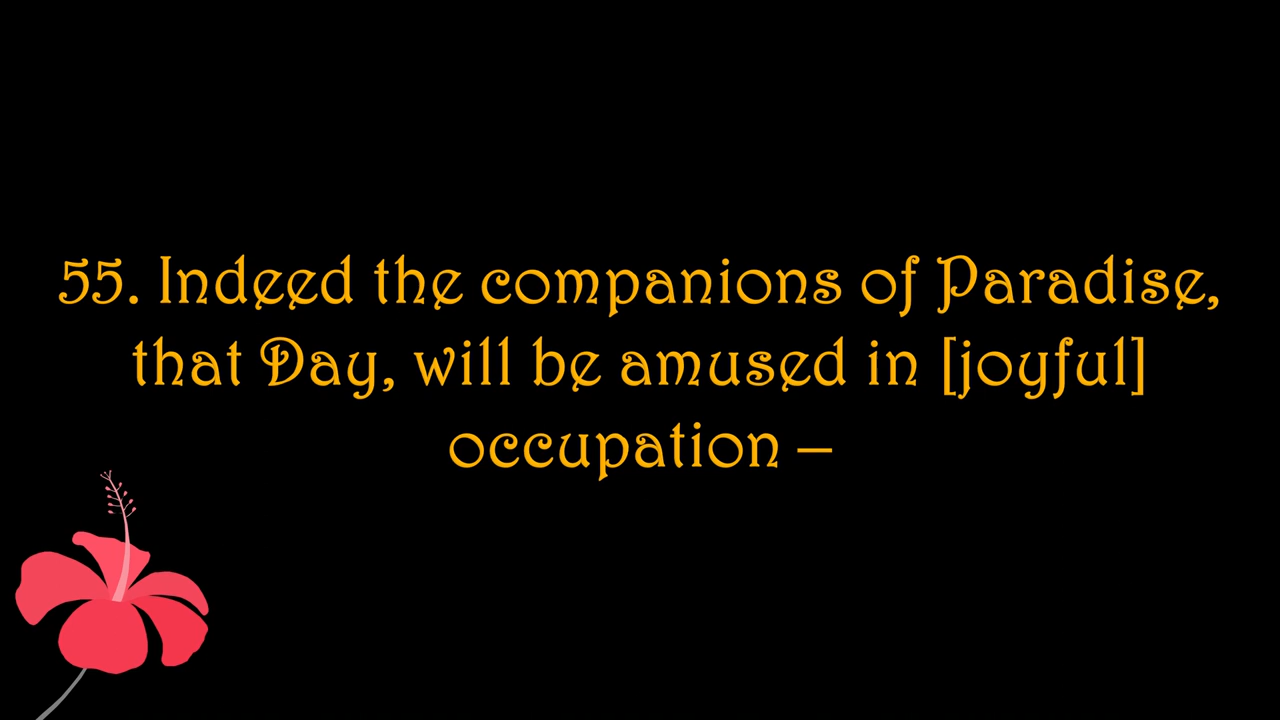 55. Indeed the companions of Paradise,
that Day, will be amused in [joyful]
occupation –